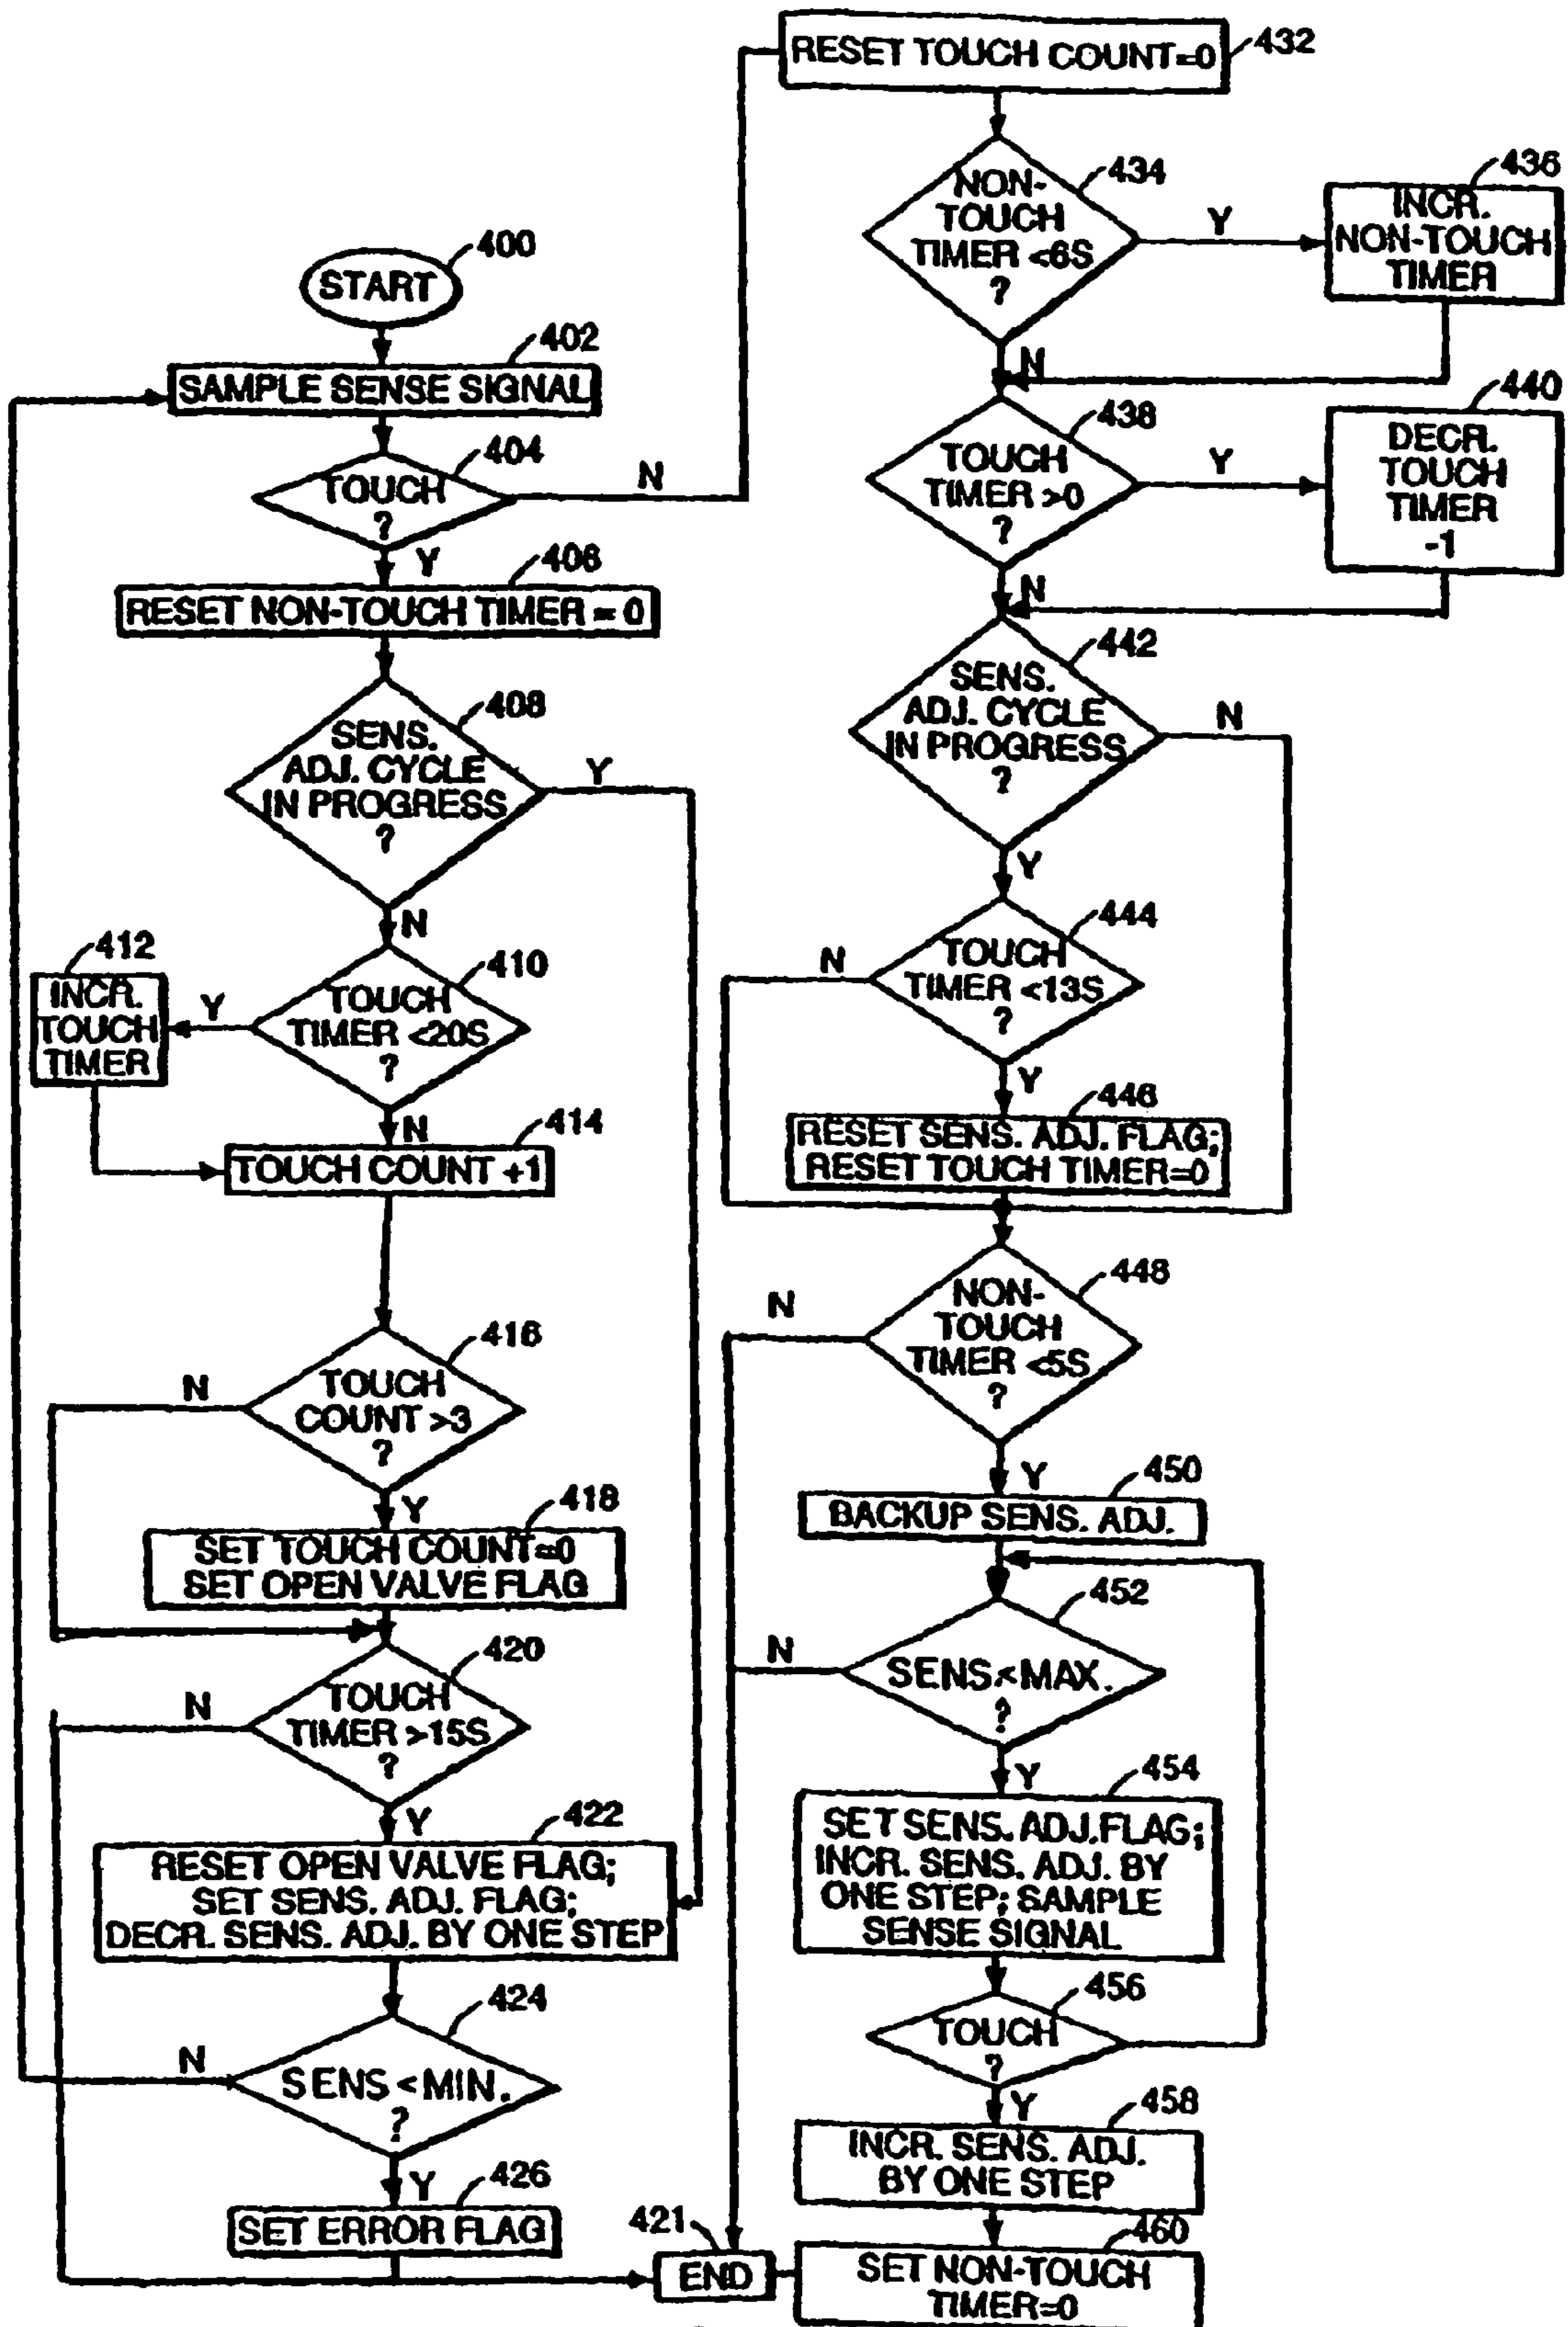 400
START
402
SAMPLE SENSE SIGNAL
404
TOUCH
?
N
Y
406
RESET NON-TOUCH TIMER = 0
408
SENS.
ADJ. CYCLE
IN PROGRESS
?
Y
N
410
TOUCH
TIMER <20S
?
Y
412
INCR.
TOUCH
TIMER
N
414
TOUCH COUNT +1
416
TOUCH
COUNT >3
?
N
Y
418
SET TOUCH COUNT=0
SET OPEN VALVE FLAG
420
TOUCH
TIMER >15S
?
N
Y
422
RESET OPEN VALVE FLAG;
SET SENS. ADJ. FLAG;
DECR. SENS. ADJ. BY ONE STEP
424
SENS <MIN.
?
N
Y
426
SET ERROR FLAG
421
END
RESET TOUCH COUNT=0
432
434
NON-
TOUCH
TIMER <6S
?
Y
436
INCR.
NON-TOUCH
TIMER
N
438
TOUCH
TIMER >0
?
Y
440
DECR.
TOUCH
TIMER
-1
N
442
SENS.
ADJ. CYCLE
IN PROGRESS
?
N
Y
444
TOUCH
TIMER <13S
?
N
Y
446
RESET SENS. ADJ. FLAG;
RESET TOUCH TIMER=0
448
NON-
TOUCH
TIMER <5S
?
N
Y
450
BACKUP SENS. ADJ.
452
SENS<MAX.
?
N
Y
454
SET SENS. ADJ.FLAG;
INCR. SENS. ADJ. BY
ONE STEP; SAMPLE
SENSE SIGNAL
456
TOUCH
?
Y
458
INCR. SENS. ADJ.
BY ONE STEP
460
SET NON-TOUCH
TIMER=0